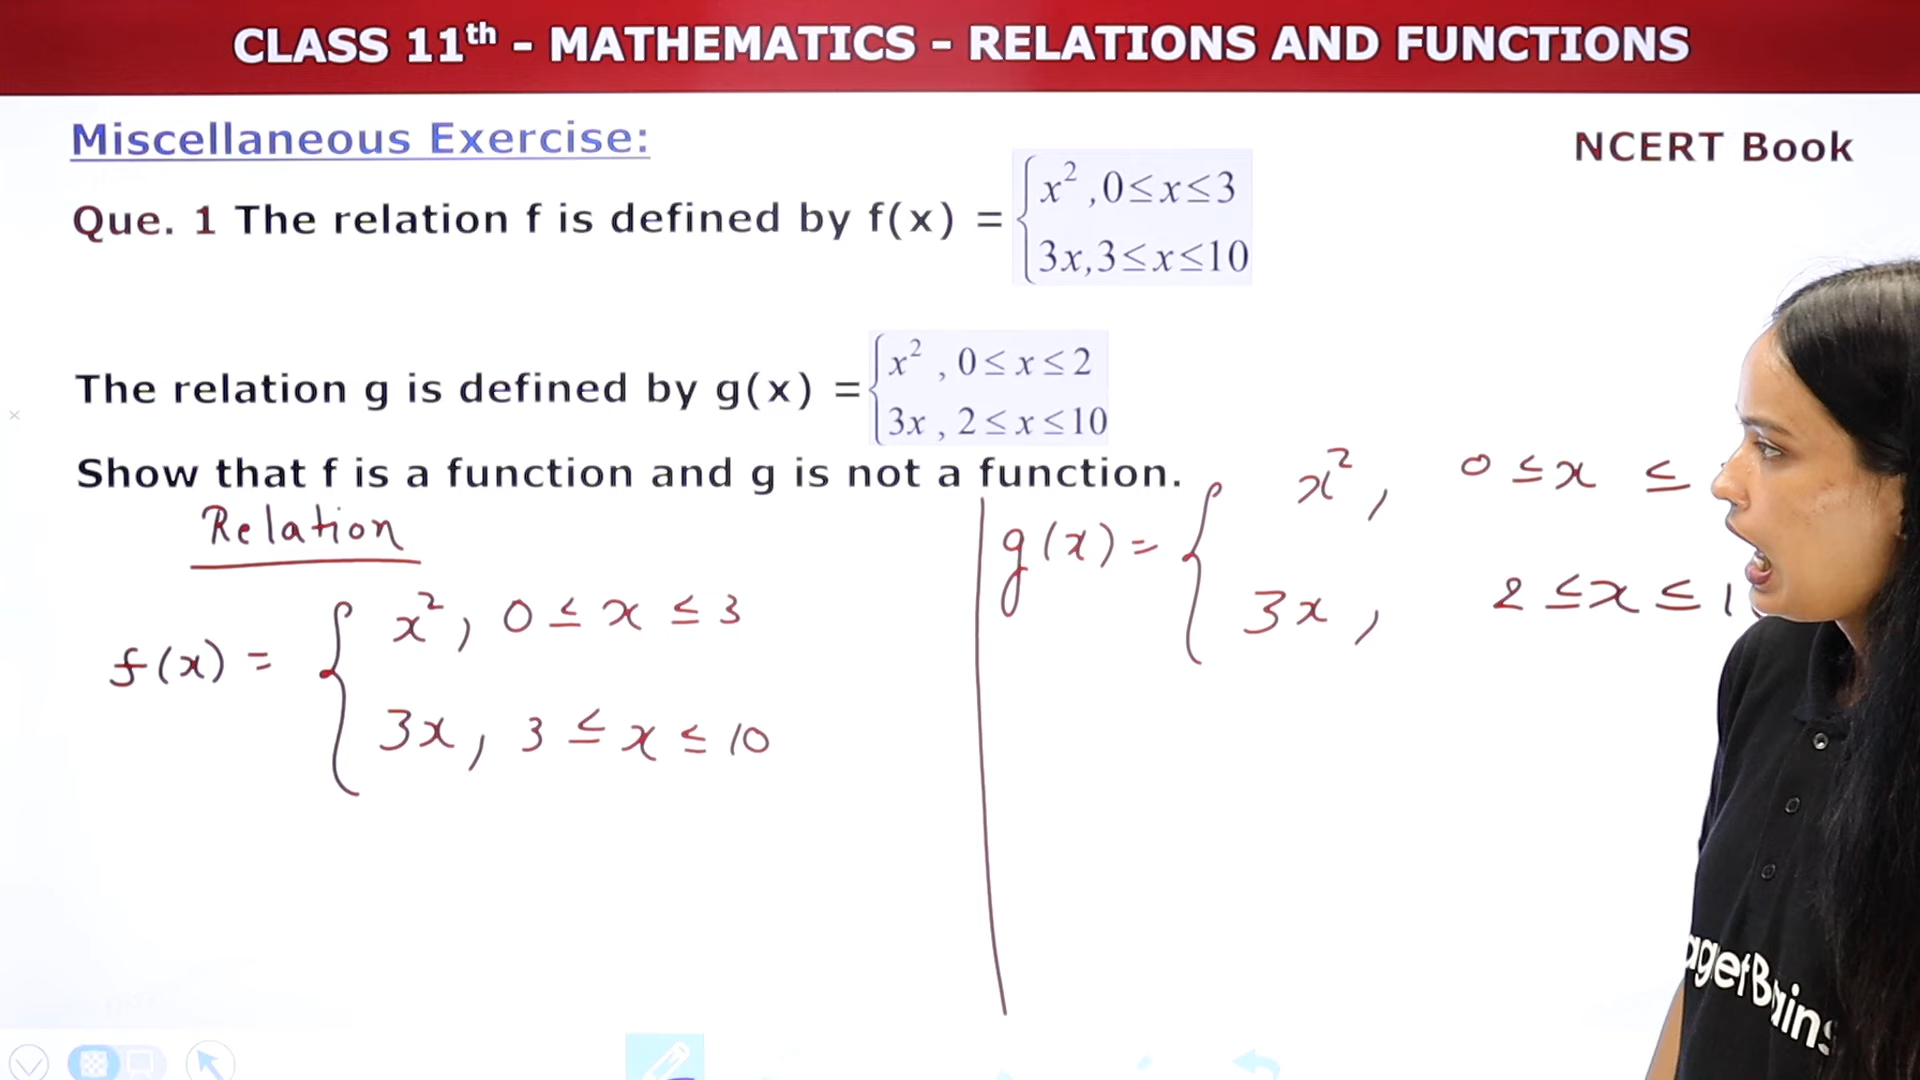 CLASS 11th - MATHEMATICS - RELATIONS AND FUNCTIONS
Miscellaneous Exercise:
NCERT Book
Que. 1 The relation f is defined by f(x) = { x², 0≤x≤3
3x, 3≤x≤10
The relation g is defined by g(x) = { x² , 0≤x≤2
3x , 2≤x≤10
Show that f is a function and g is not a function.
Relation
f(x) = { x², 0 ≤ x ≤ 3
3x, 3 ≤ x ≤ 10
g(x) = { x², 0 ≤ x ≤
3x, 2 ≤ x ≤ 1
agetBrains